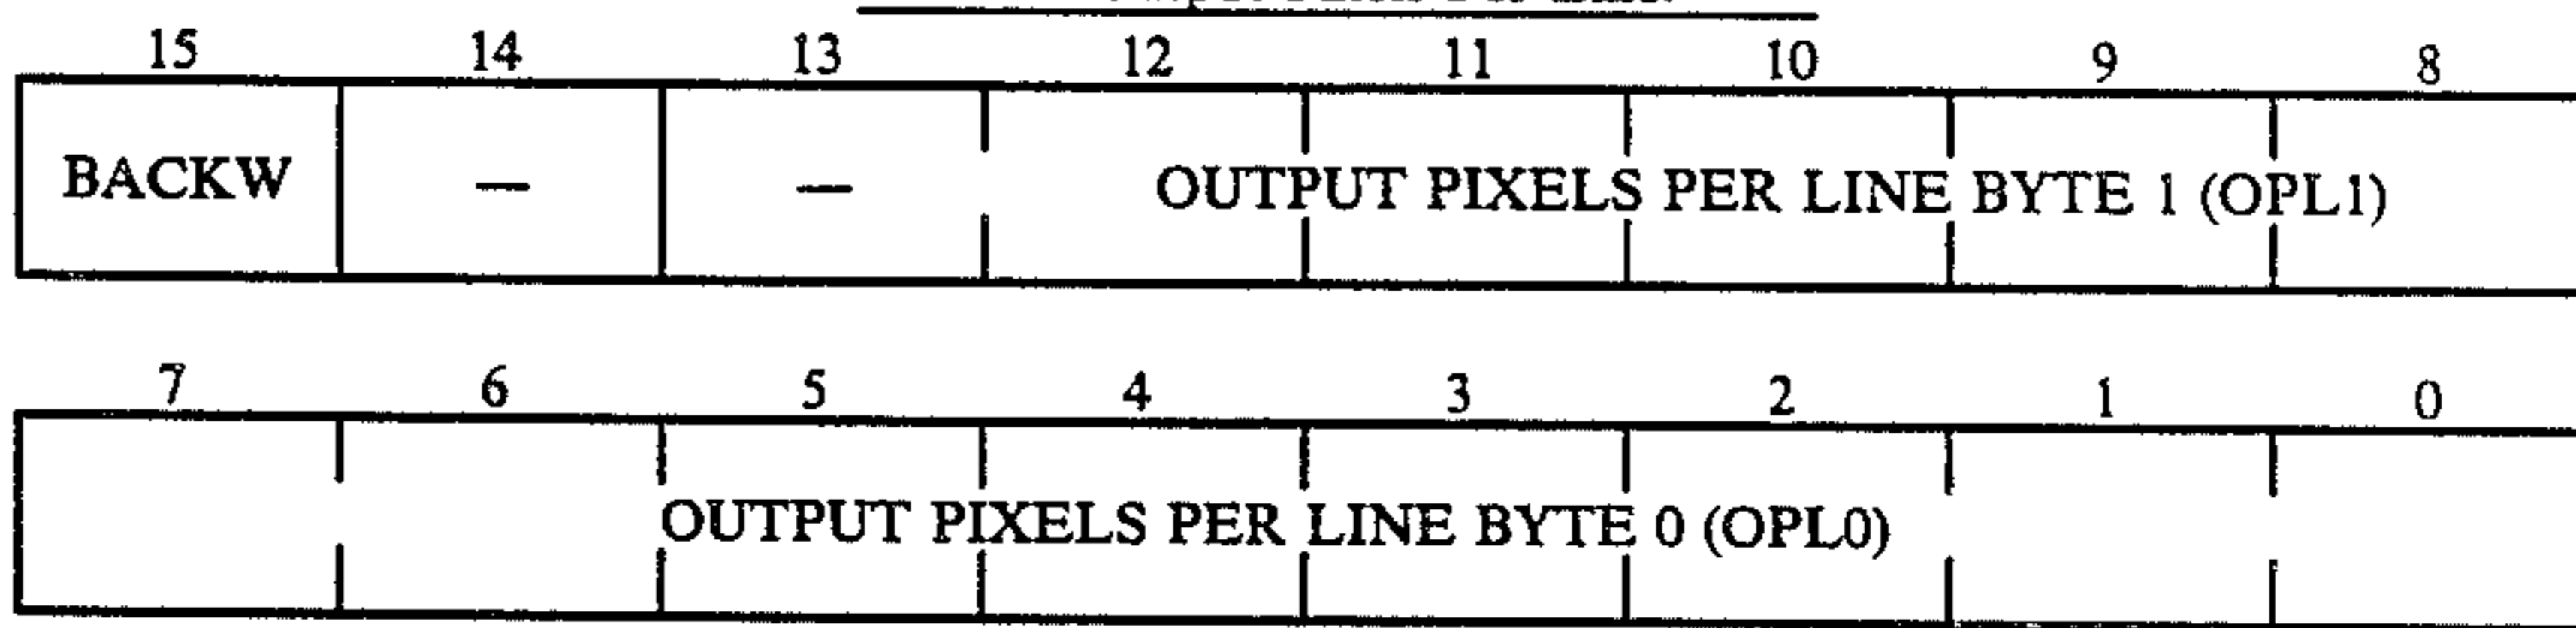 15 14 13 12 11 10 9 8
BACKW — — OUTPUT PIXELS PER LINE BYTE 1 (OPL1)
7 6 5 4 3 2 1 0
OUTPUT PIXELS PER LINE BYTE 0 (OPL0)